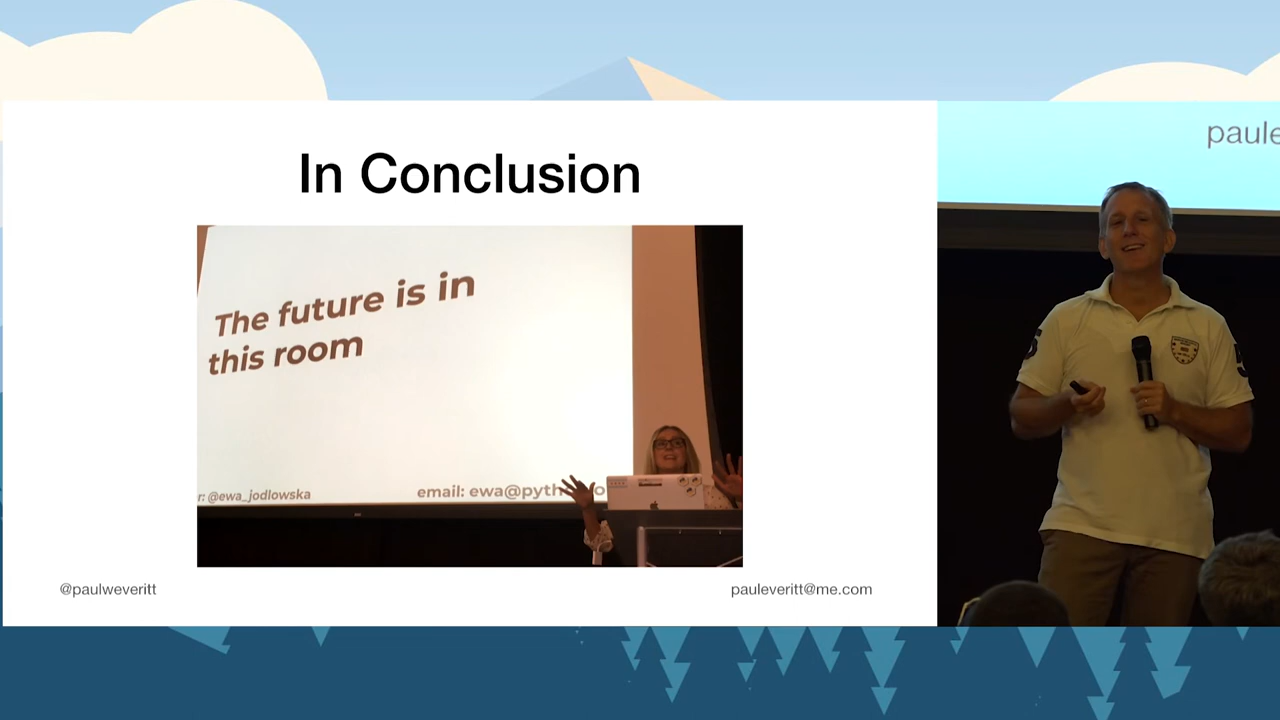 In Conclusion
The future is in
this room
r: @ewa_jodlowska
email: ewa@pyth
@paulweveritt
pauleveritt@me.com
paule